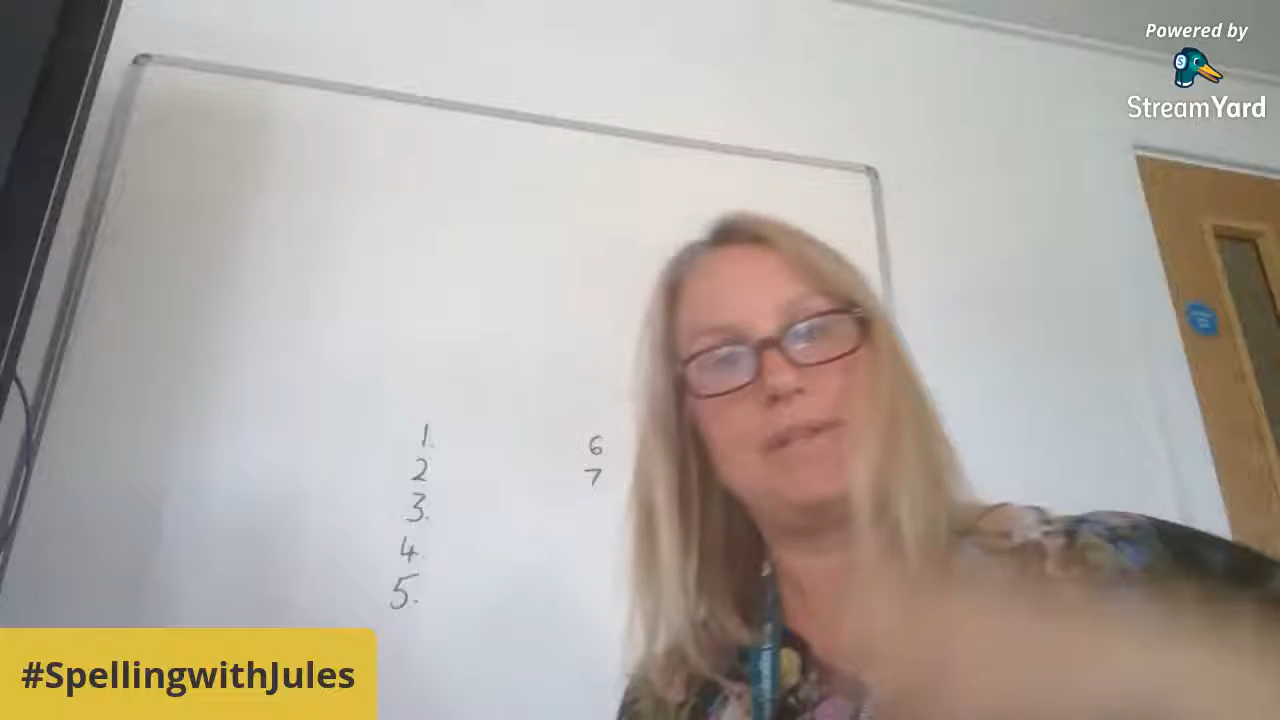 Powered by
StreamYard
1.
2
3.
4.
5.
6
7
#SpellingwithJules